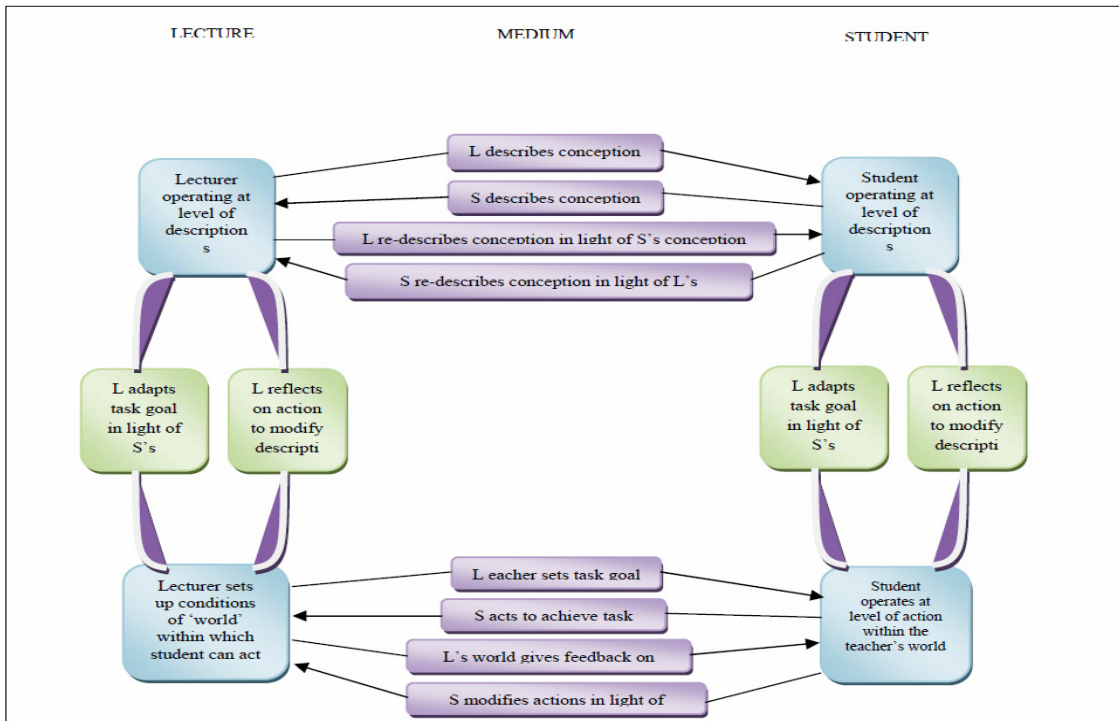 LECTURE
MEDIUM
STUDENT
Lecturer
operating at
level of
description
s
L describes conception
S describes conception
L re-describes conception in light of S's conception
S re-describes conception in light of L's
Student
operating at
level of
description
s
L adapts
task goal
in light of
S's
L reflects
on action
to modify
descripti
L adapts
task goal
in light of
S's
L reflects
on action
to modify
descripti
Lecturer sets
up conditions
of ‘world’
within which
student can act
L eacher sets task goal
S acts to achieve task
L's world gives feedback on
S modifies actions in light of
Student
operates at
level of action
within the
teacher's world